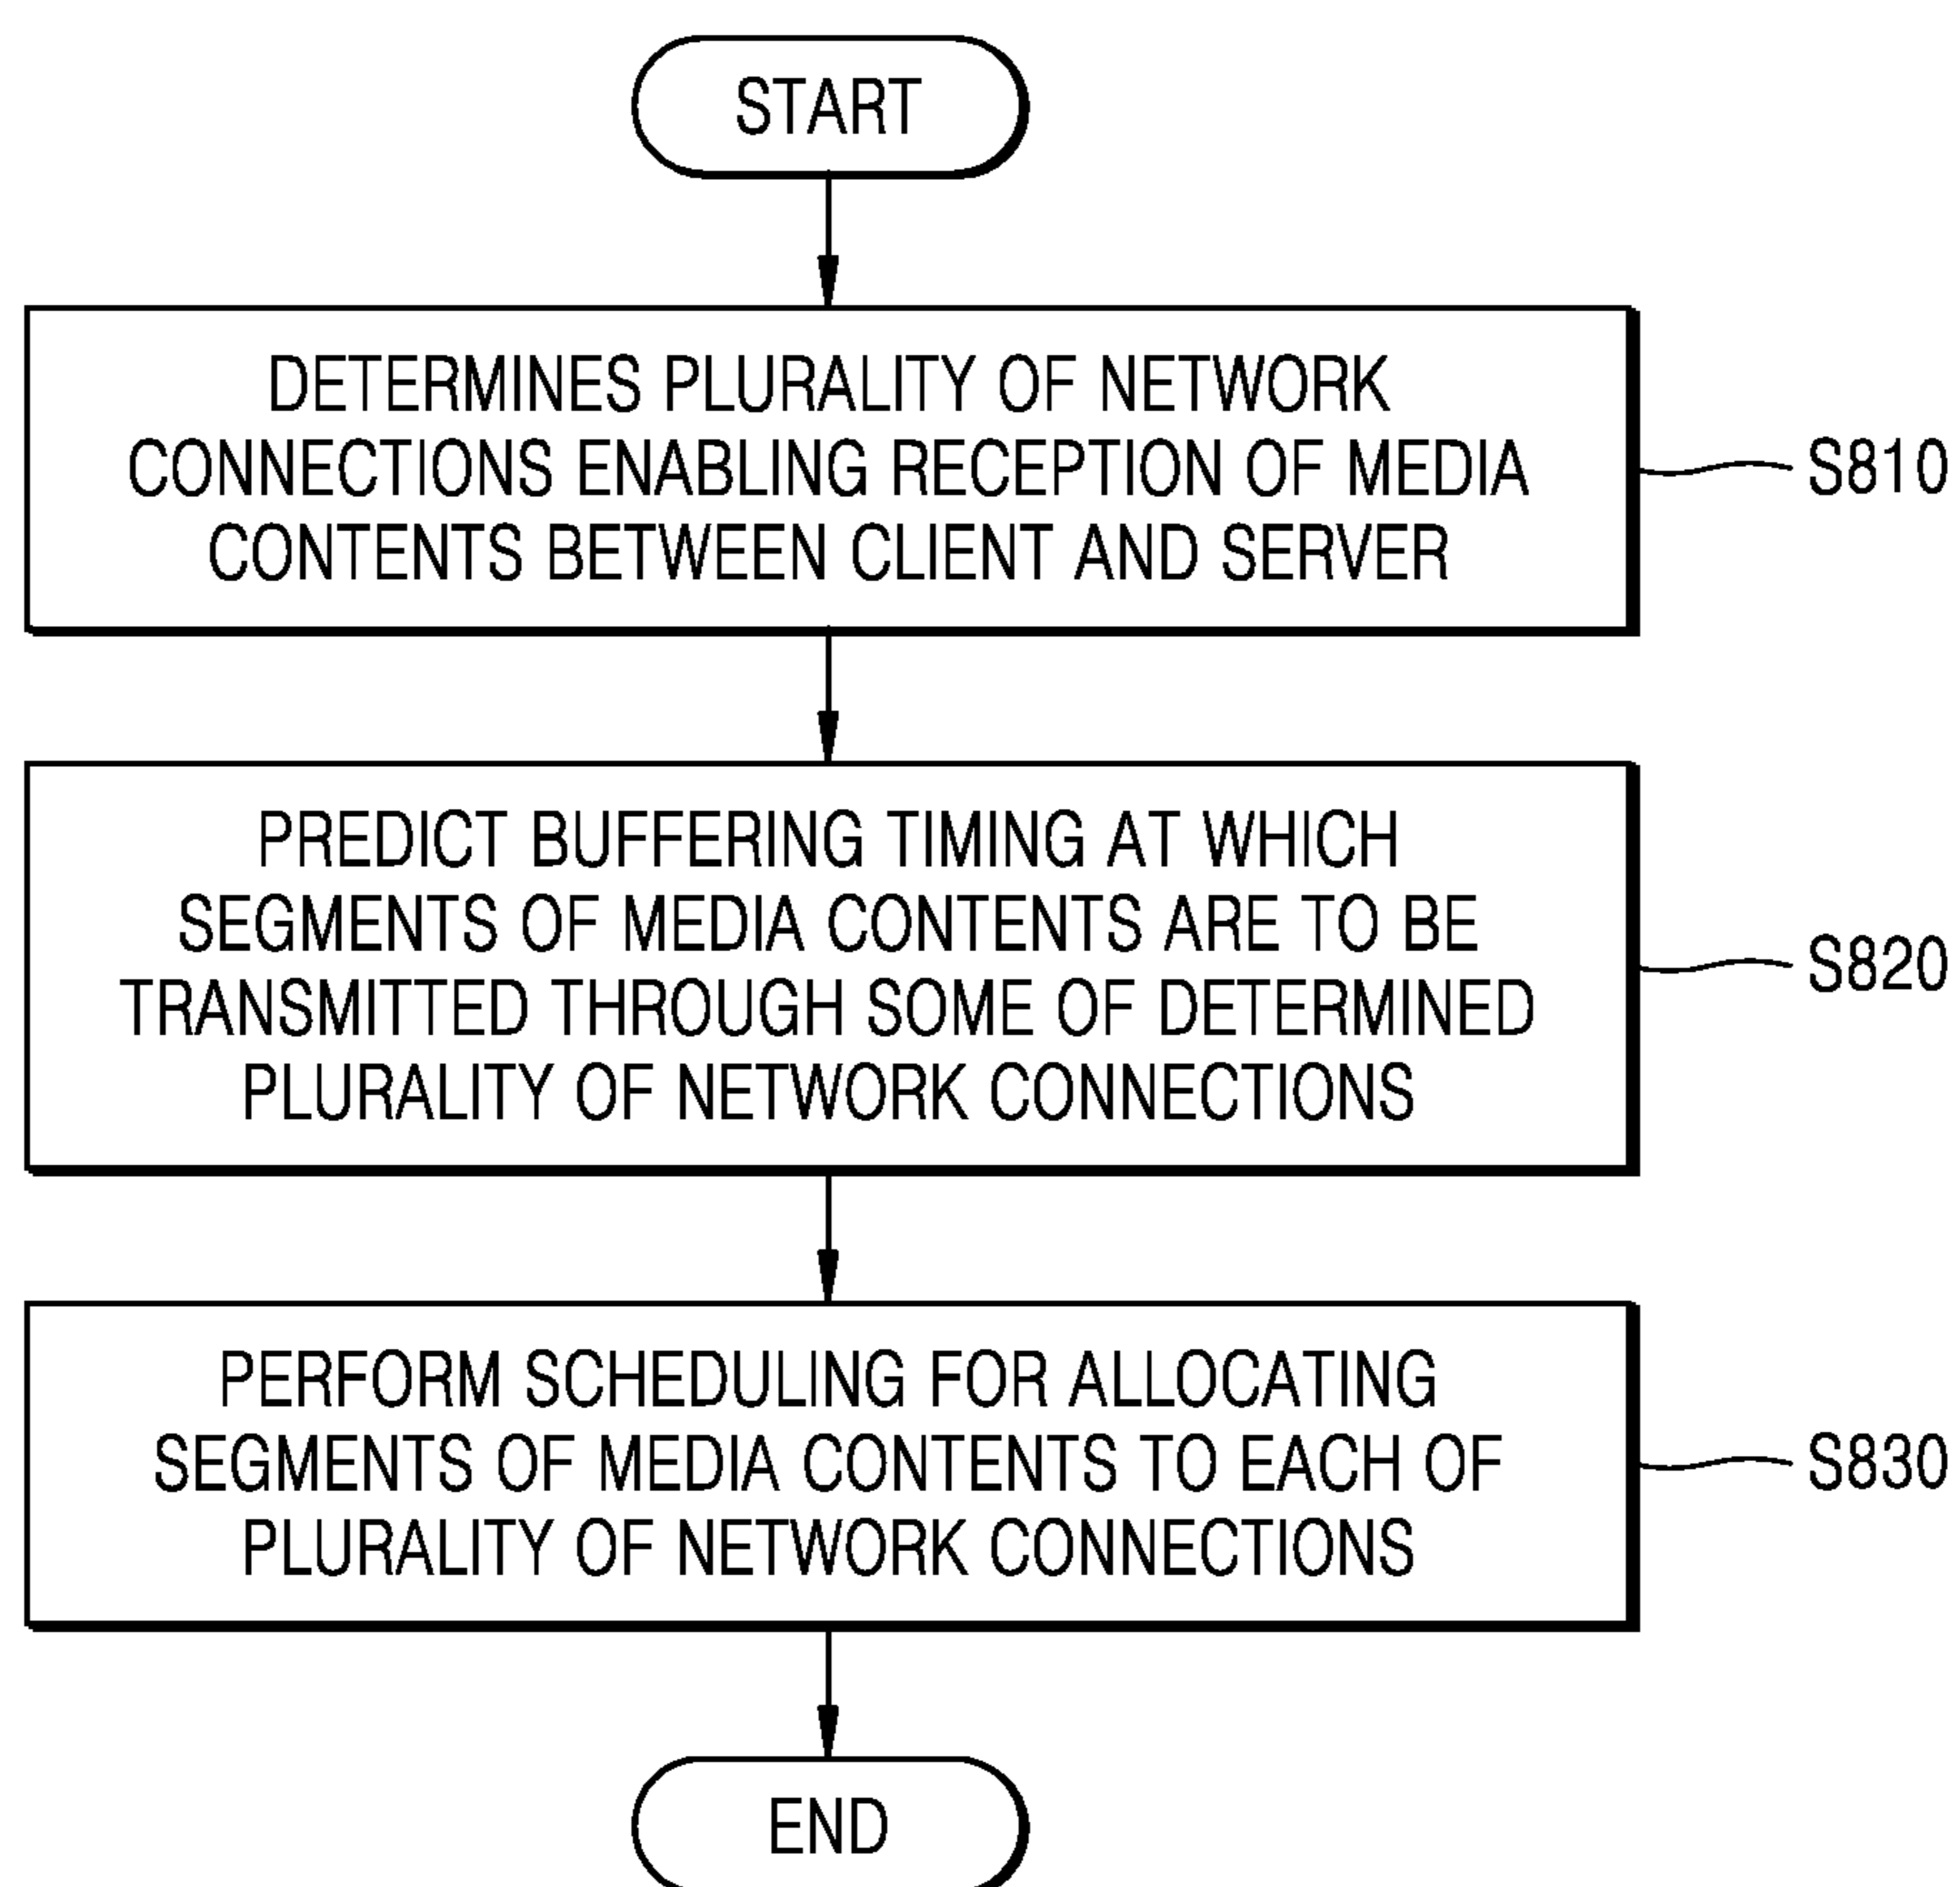 START
DETERMINES PLURALITY OF NETWORK
CONNECTIONS ENABLING RECEPTION OF MEDIA
CONTENTS BETWEEN CLIENT AND SERVER
S810
PREDICT BUFFERING TIMING AT WHICH
SEGMENTS OF MEDIA CONTENTS ARE TO BE
TRANSMITTED THROUGH SOME OF DETERMINED
PLURALITY OF NETWORK CONNECTIONS
S820
PERFORM SCHEDULING FOR ALLOCATING
SEGMENTS OF MEDIA CONTENTS TO EACH OF
PLURALITY OF NETWORK CONNECTIONS
S830
END